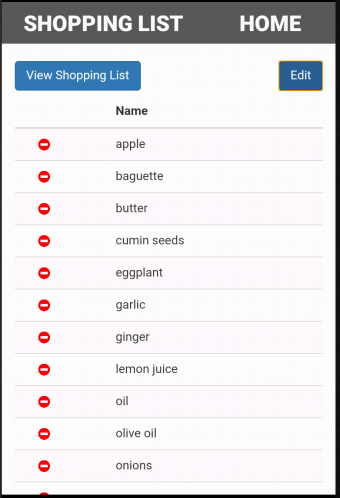 SHOPPING LIST HOME
View Shopping List Edit
Name
apple
baguette
butter
cumin seeds
eggplant
garlic
ginger
lemon juice
oil
olive oil
onions